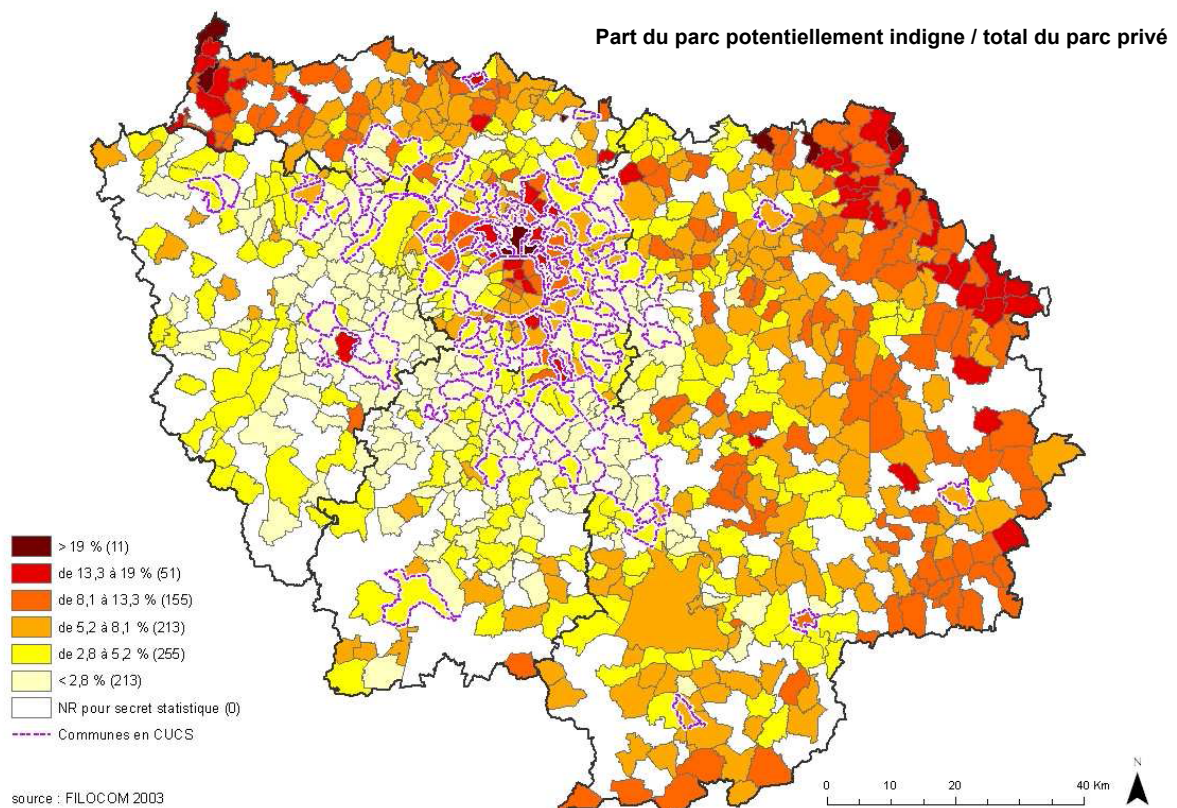 Part du parc potentiellement indigne / total du parc privé
> 19 % (11)
de 13,3 à 19 % (51)
de 8,1 à 13,3 % (155)
de 5,2 à 8,1 % (213)
de 2,8 à 5,2 % (255)
< 2,8 % (213)
NR pour secret statistique (0)
Communes en CUCS
source : FILOCOM 2003
0 10 20 40 Km
N